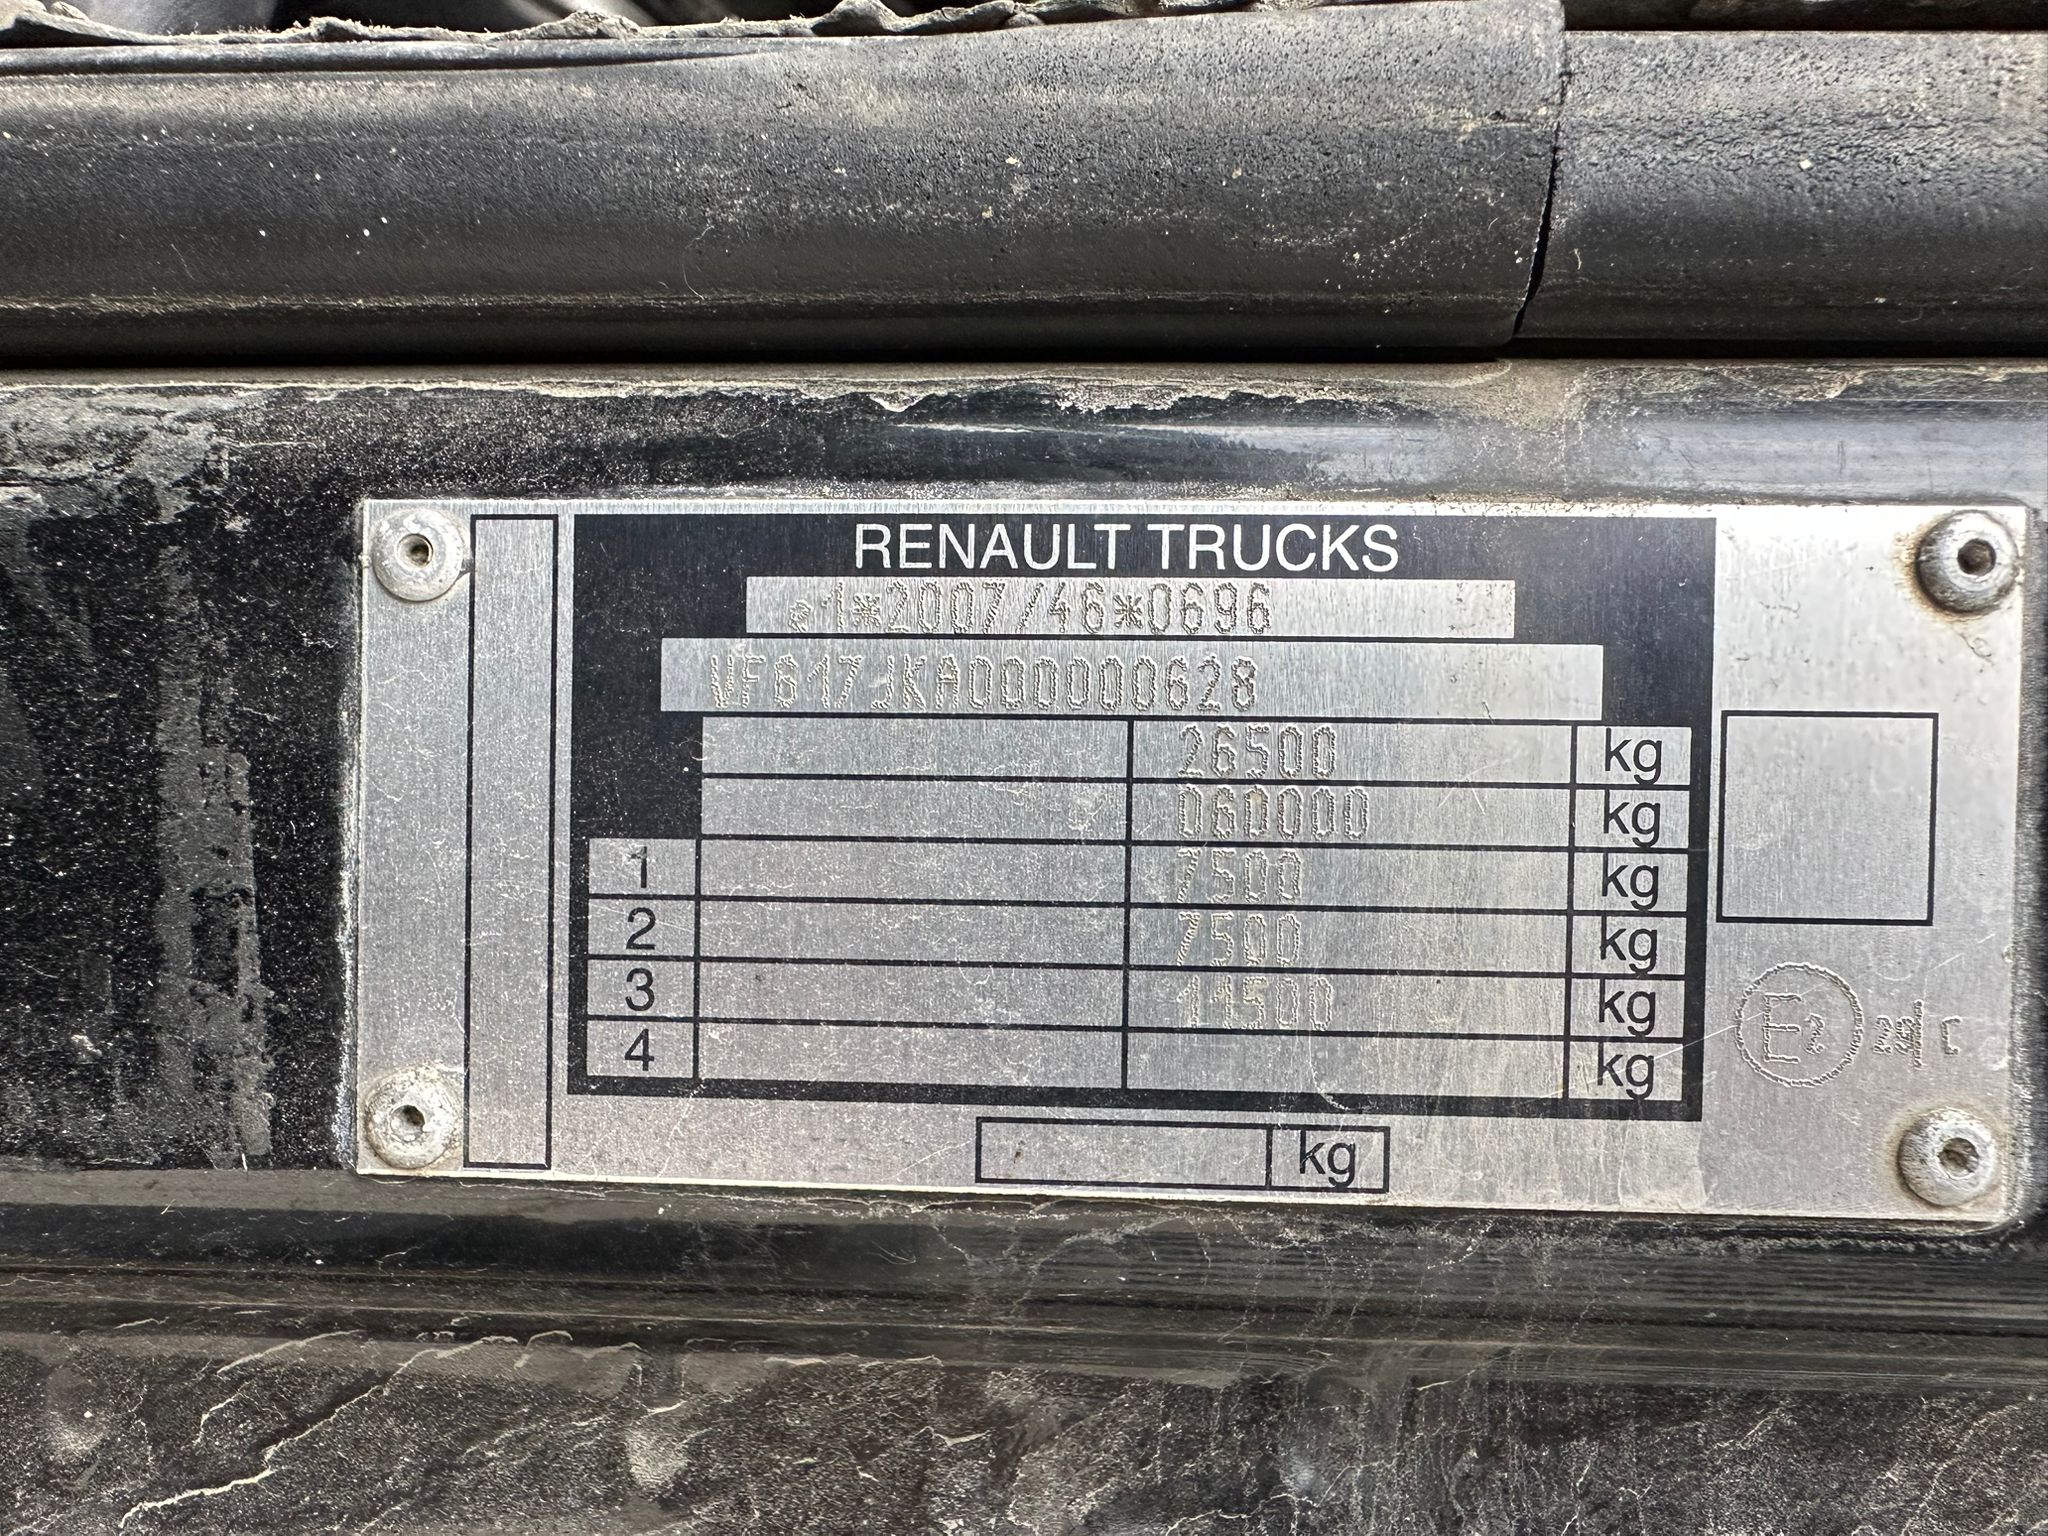 RENAULT TRUCKS
e1*2007/46*0696
VF617JKA000000628
26500 kg
060000 kg
1 7500 kg
2 7500 kg
3 11500 kg
4 kg
kg